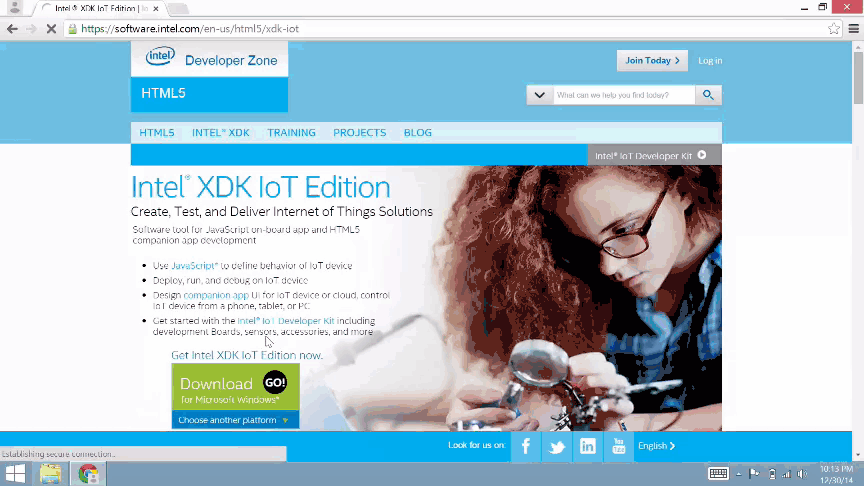 Intel® XDK IoT Edition | In
https://software.intel.com/en-us/html5/xdk-iot
intel Developer Zone
Join Today Log in
HTML5
What can we help you find today?
HTML5 INTEL® XDK TRAINING PROJECTS BLOG
Intel® IoT Developer Kit
Intel® XDK IoT Edition
Create, Test, and Deliver Internet of Things Solutions
Software tool for JavaScript on-board app and HTML5
companion app development
Use JavaScript* to define behavior of IoT device
Deploy, run, and debug on IoT device
Design companion app UI for IoT device or cloud, control
IoT device from a phone, tablet, or PC
Get started with the Intel® IoT Developer Kit including
development Boards, sensors, accessories, and more
Get Intel XDK IoT Edition now.
Download GO!
for Microsoft Windows*
Choose another platform
Look for us on: f in You Tube English
Establishing secure connection...
10:13 PM
12/30/14